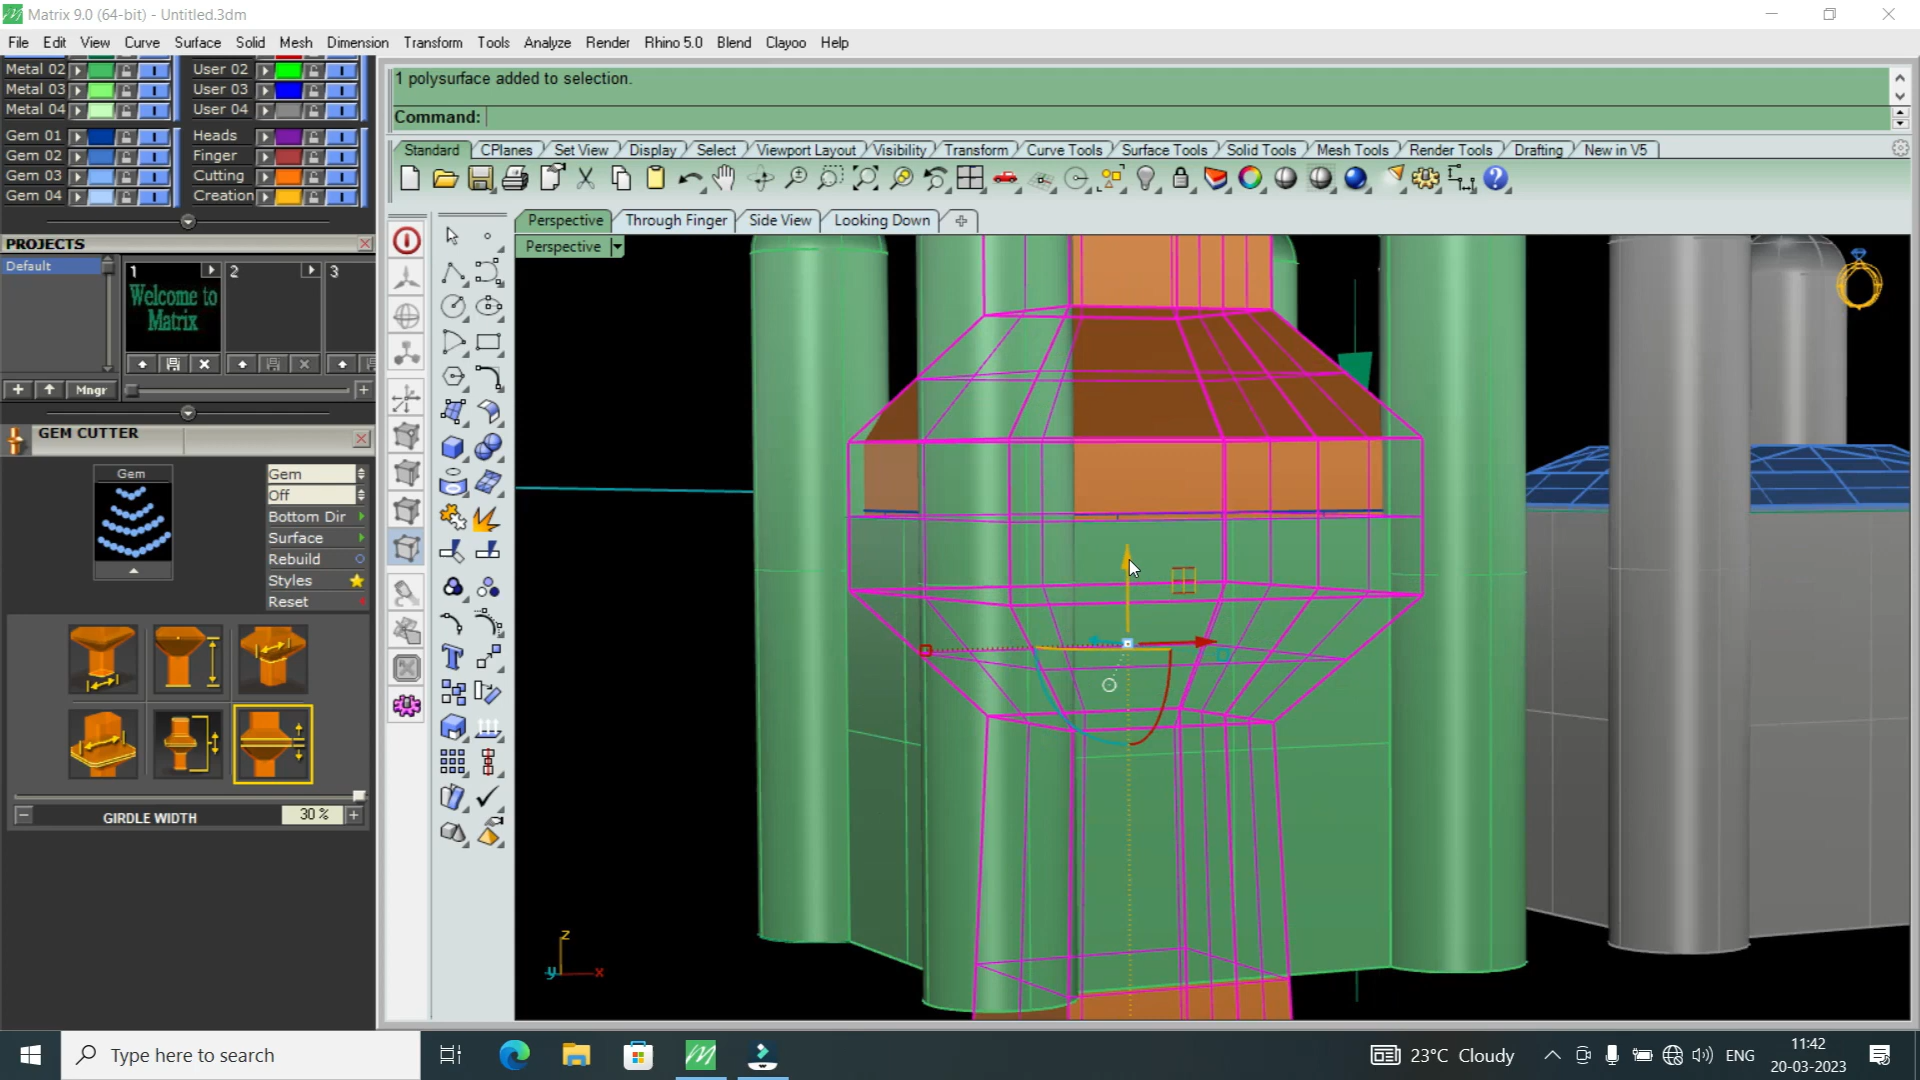 Matrix 9.0 (64-bit) - Untitled.3dm
File Edit View Curve Surface Solid Mesh Dimension Transform Tools Analyze Render Rhino 5.0 Blend Clayoo Help
Metal 02 User 02
Metal 03 User 03
Metal 04 User 04
Gem 01 Heads
Gem 02 Finger
Gem 03 Cutting
Gem 04 Creation
1 polysurface added to selection.
Command:
Standard CPlanes Set View Display Select Viewport Layout Visibility Transform Curve Tools Surface Tools Solid Tools Mesh Tools Render Tools Drafting New in V5
Perspective Through Finger Side View Looking Down
Perspective
PROJECTS
Default
1 2 3
Welcome to
Matrix
Mngr
GEM CUTTER
Gem
Gem
Off
Bottom Dir
Surface
Rebuild
Styles
Reset
GIRDLE WIDTH 30 %
z
y x
Type here to search
23°C Cloudy
ENG
11:42
20-03-2023